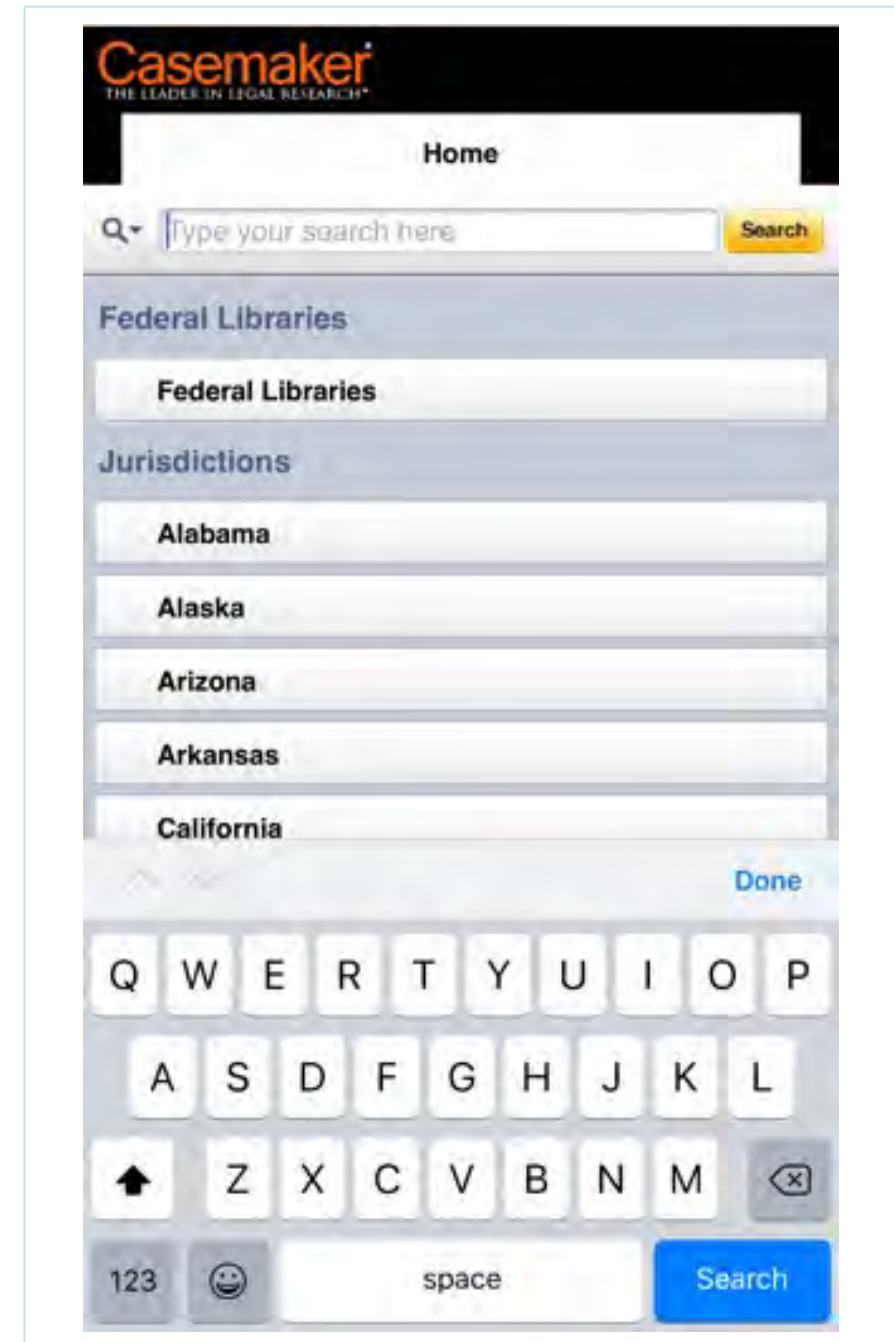 Casemaker
THE LEADER IN LEGAL RESEARCH™
Home
Type your search here Search
Federal Libraries
Federal Libraries
Jurisdictions
Alabama
Alaska
Arizona
Arkansas
California
Done
Q W E R T Y U I O P
A S D F G H J K L
Z X C V B N M
123 space Search